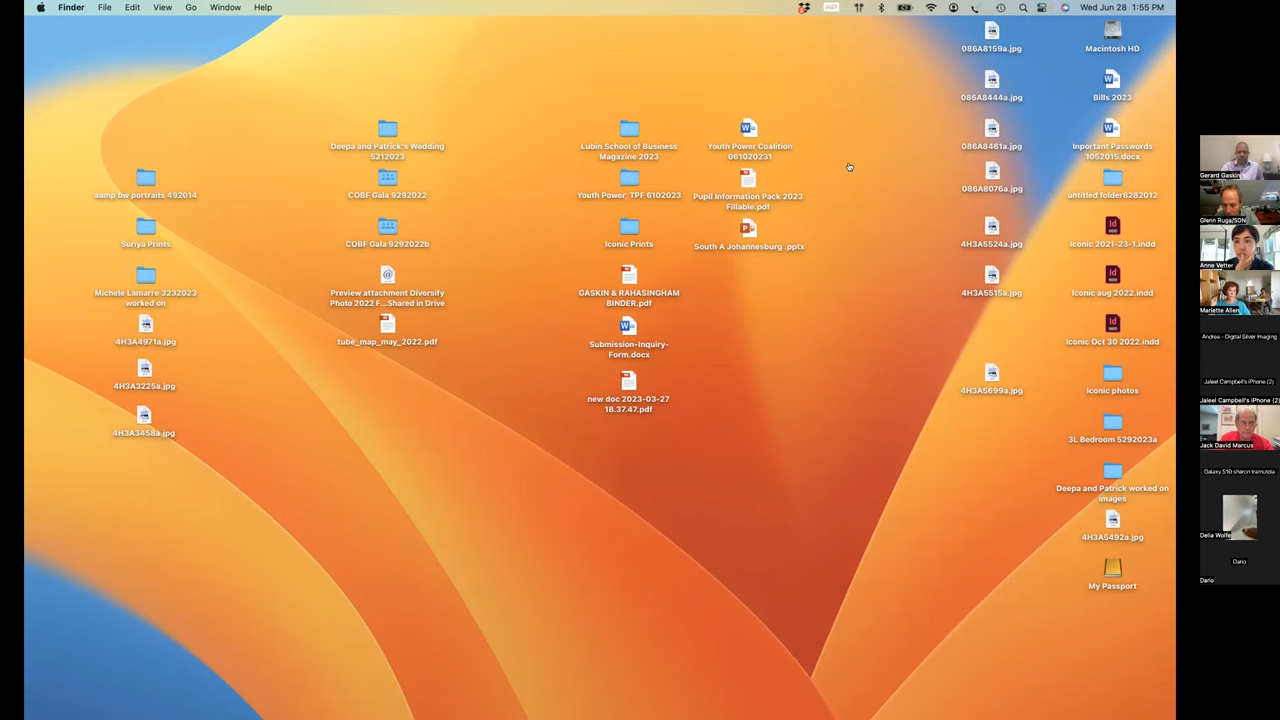 Finder File Edit View Go Window Help
Wed Jun 28 1:55 PM
aamp bw portraits 492014
Suriya Prints
Michele Lamarre 3232023
worked on
4H3A4971a.jpg
4H3A3225a.jpg
4H3A3458a.jpg
Deepa and Patrick's Wedding
5212023
COBF Gala 9292022
COBF Gala 9292022b
Preview attachment Diversify
Photo 2022 F...Shared in Drive
tube_map_may_2022.pdf
Lubin School of Business
Magazine 2023
Youth Power TPF 6102023
Iconic Prints
GASKIN & RAHASINGHAM
BINDER.pdf
Submission-Inquiry-
Form.docx
new doc 2023-03-27
18.37.47.pdf
Youth Power Coalition
061020231
Pupil Information Pack 2023
Fillable.pdf
South A Johannesburg .pptx
086A8159a.jpg
086A8444a.jpg
086A8461a.jpg
086A8076a.jpg
4H3A5524a.jpg
4H3A5515a.jpg
4H3A5699a.jpg
Macintosh HD
Bills 2023
Inportant Passwords
1052015.docx
untitled folder8282012
Iconic 2021-23-1.indd
Iconic aug 2022.indd
Iconic Oct 30 2022.indd
Iconic photos
3L Bedroom 5292023a
Deepa and Patrick worked on
images
4H3A5492a.jpg
My Passport
Gerard Gaskin
Glenn Ruga/SDN
Anne Vetter
Mariette Allen
Andrea - Digital Silver Imaging
Jaleel Campbell's iPhone (2)
Jaleel Campbell's iPhone (2)
Jack David Marcus
Galaxy S10 sharon tramutola
Delia Wolfe
Dario
Dario